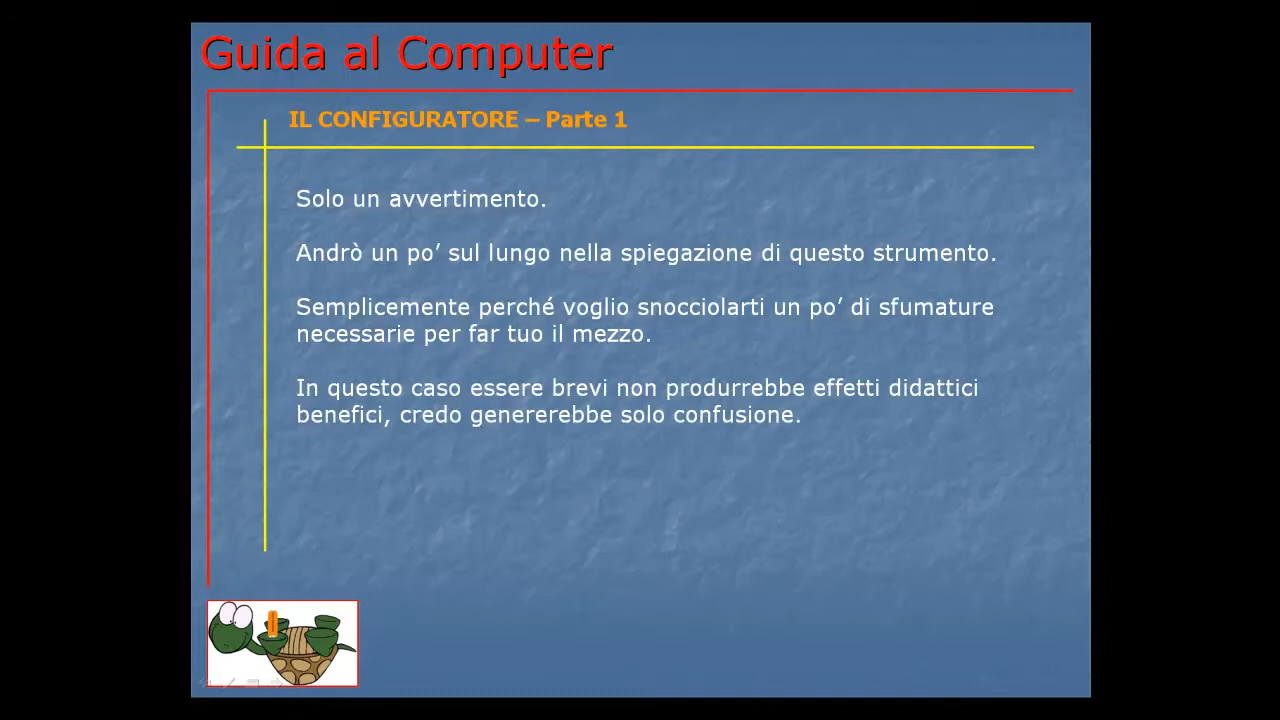 Guida al Computer
IL CONFIGURATORE – Parte 1
Solo un avvertimento.
Andrò un po’ sul lungo nella spiegazione di questo strumento.
Semplicemente perché voglio snocciolarti un po’ di sfumature
necessarie per far tuo il mezzo.
In questo caso essere brevi non produrrebbe effetti didattici
benefici, credo genererebbe solo confusione.